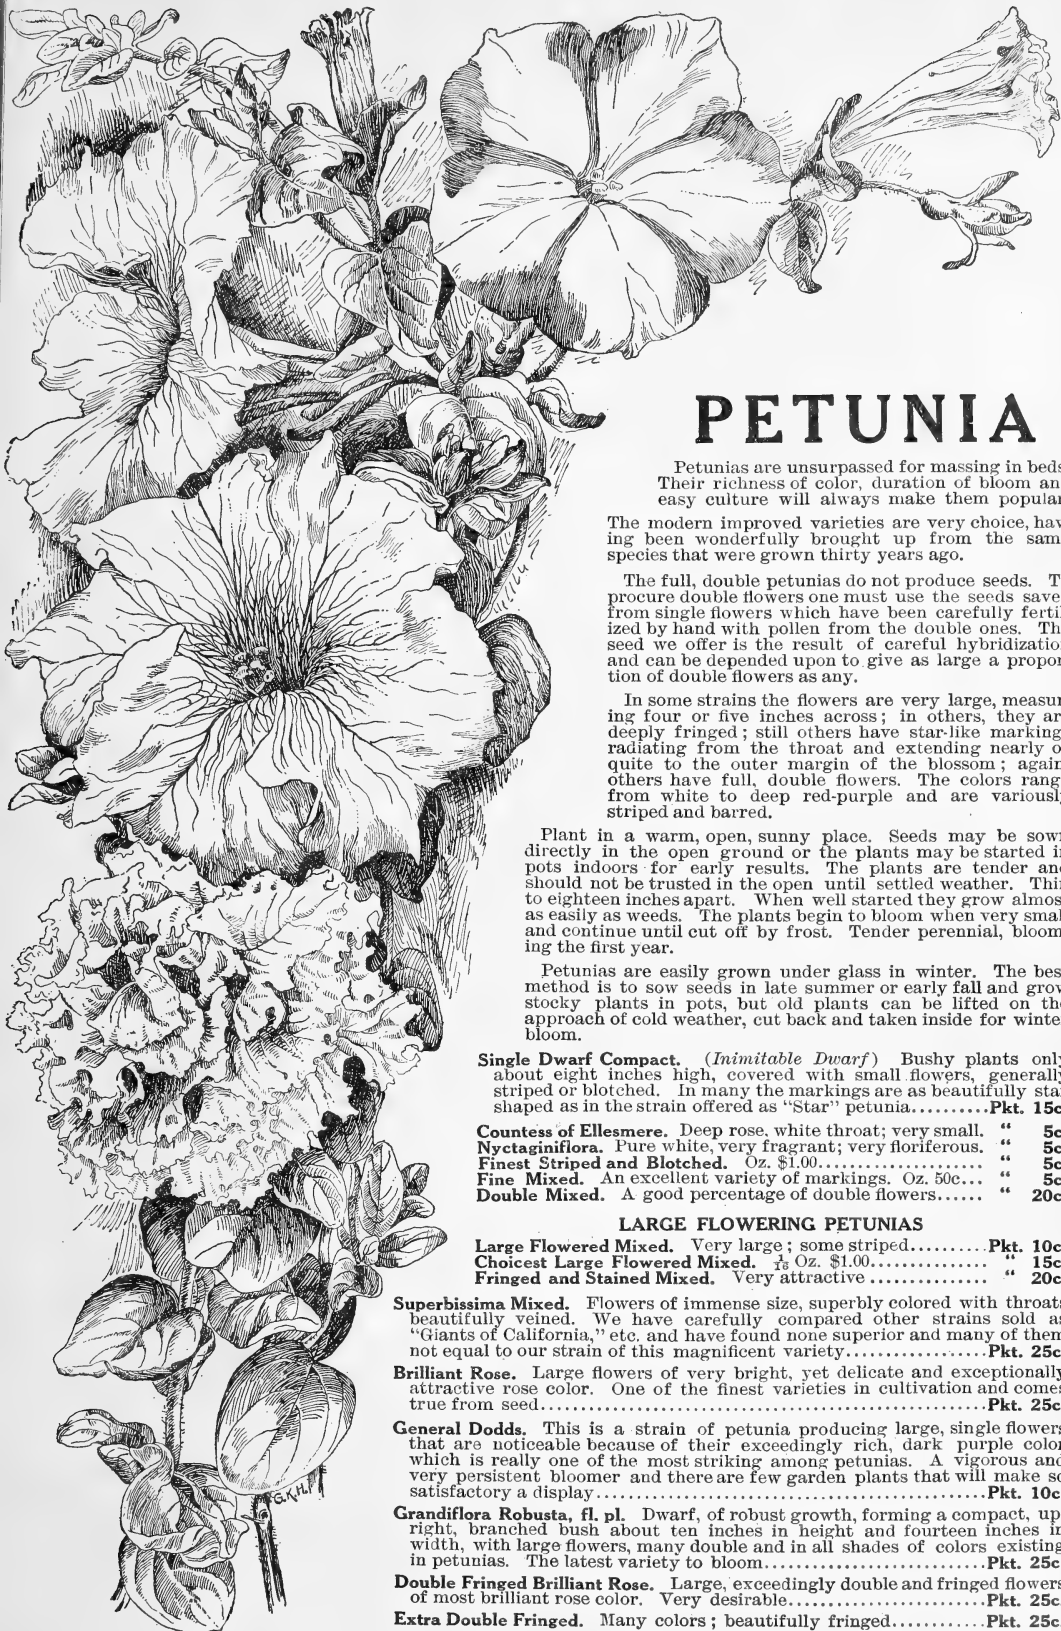 PETUNIA
Petunias are unsurpassed for massing in beds
Their richness of color, duration of bloom an
easy culture will always make them popular
The modern improved varieties are very choice, hav
ing been wonderfully brought up from the sam
species that were grown thirty years ago.
The full, double petunias do not produce seeds. T
procure double flowers one must use the seeds save
from single flowers which have been carefully ferti
ized by hand with pollen from the double ones. Th
seed we offer is the result of careful hybridizatio
and can be depended upon to give as large a propor
tion of double flowers as any.
In some strains the flowers are very large, measur
ing four or five inches across; in others, they ar
deeply fringed; still others have star-like marking
radiating from the throat and extending nearly o
quite to the outer margin of the blossom; again
others have full, double flowers. The colors rang
from white to deep red-purple and are variousl
striped and barred.
Plant in a warm, open, sunny place. Seeds may be sow
directly in the open ground or the plants may be started i
pots indoors for early results. The plants are tender an
should not be trusted in the open until settled weather. Thi
to eighteen inches apart. When well started they grow almos
as easily as weeds. The plants begin to bloom when very smal
and continue until cut off by frost. Tender perennial, bloom
ing the first year.
Petunias are easily grown under glass in winter. The bes
method is to sow seeds in late summer or early fall and grow
stocky plants in pots, but old plants can be lifted on th
approach of cold weather, cut back and taken inside for winte
bloom.
Single Dwarf Compact. (Inimitable Dwarf) Bushy plants onl
about eight inches high, covered with small flowers, generall
striped or blotched. In many the markings are as beautifully sta
shaped as in the strain offered as "Star" petunia..........Pkt. 15c
Countess of Ellesmere. Deep rose, white throat; very small. " 5c
Nyctaginiflora. Pure white, very fragrant; very floriferous. " 5c
Finest Striped and Blotched. Oz. $1.00...................... " 5c
Fine Mixed. An excellent variety of markings. Oz. 50c... " 5c
Double Mixed. A good percentage of double flowers...... " 20c
LARGE FLOWERING PETUNIAS
Large Flowered Mixed. Very large; some striped..........Pkt. 10c
Choicest Large Flowered Mixed. 1/16 Oz. $1.00............... " 15c
Fringed and Stained Mixed. Very attractive............... " 20c
Superbissima Mixed. Flowers of immense size, superbly colored with throats
beautifully veined. We have carefully compared other strains sold as
"Giants of California," etc. and have found none superior and many of them
not equal to our strain of this magnificent variety..................Pkt. 25c
Brilliant Rose. Large flowers of very bright, yet delicate and exceptionally
attractive rose color. One of the finest varieties in cultivation and comes
true from seed..........................................................Pkt. 25c
General Dodds. This is a strain of petunia producing large, single flowers
that are noticeable because of their exceedingly rich, dark purple color
which is really one of the most striking among petunias. A vigorous and
very persistent bloomer and there are few garden plants that will make so
satisfactory a display..................................................Pkt. 10c
Grandiflora Robusta, fl. pl. Dwarf, of robust growth, forming a compact, up
right, branched bush about ten inches in height and fourteen inches in
width, with large flowers, many double and in all shades of colors existing
in petunias. The latest variety to bloom............................Pkt. 25c
Double Fringed Brilliant Rose. Large, exceedingly double and fringed flowers
of most brilliant rose color. Very desirable.........................Pkt. 25c
Extra Double Fringed. Many colors; beautifully fringed............Pkt. 25c
G.K.H.